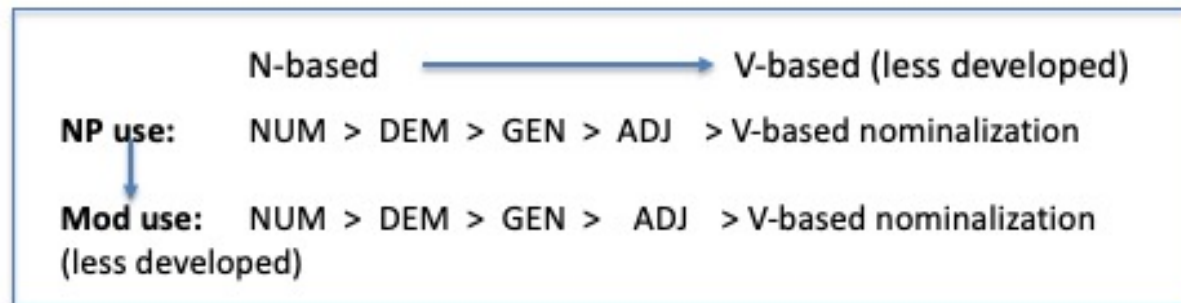 N-based V-based (less developed)
NP use: NUM > DEM > GEN > ADJ > V-based nominalization
Mod use: NUM > DEM > GEN > ADJ > V-based nominalization
(less developed)